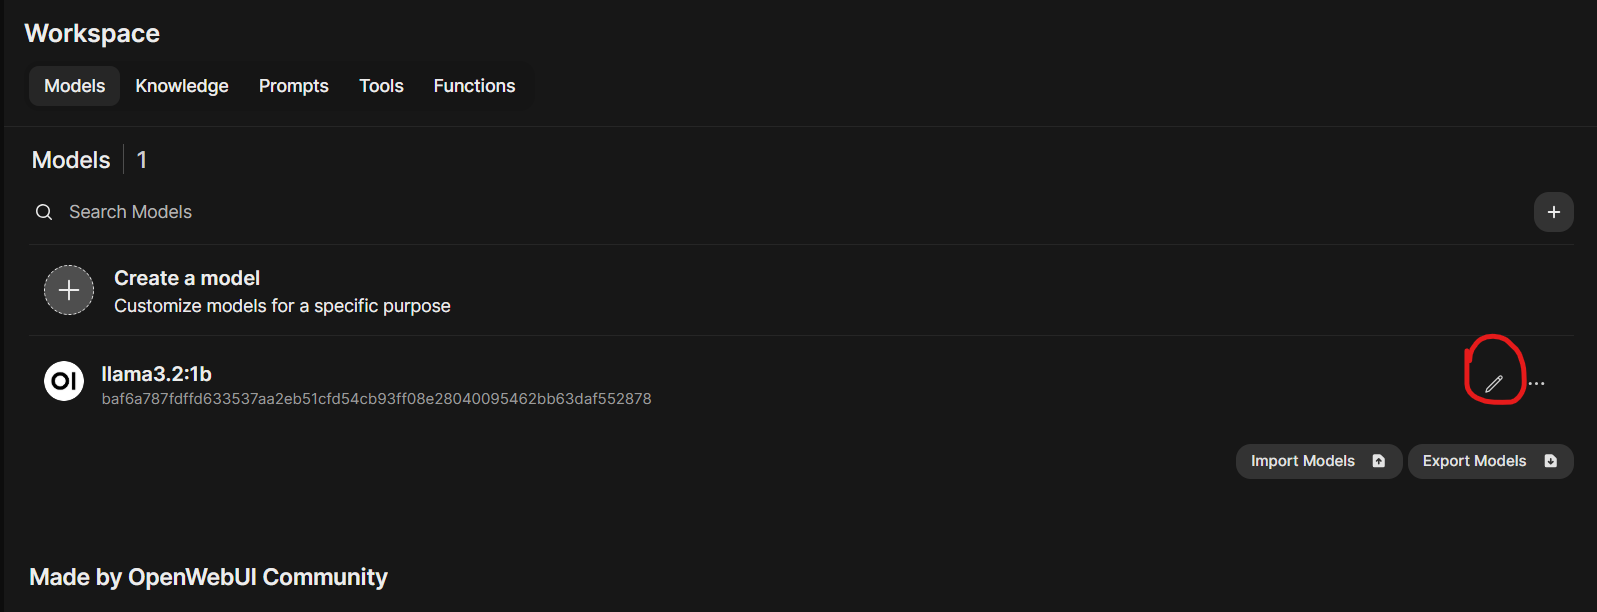 Workspace
Models Knowledge Prompts Tools Functions
Models 1
Search Models
Create a model
Customize models for a specific purpose
OI llama3.2:1b
baf6a787fdffd633537aa2eb51cfd54cb93ff08e28040095462bb63daf552878
Import Models Export Models
Made by OpenWebUI Community